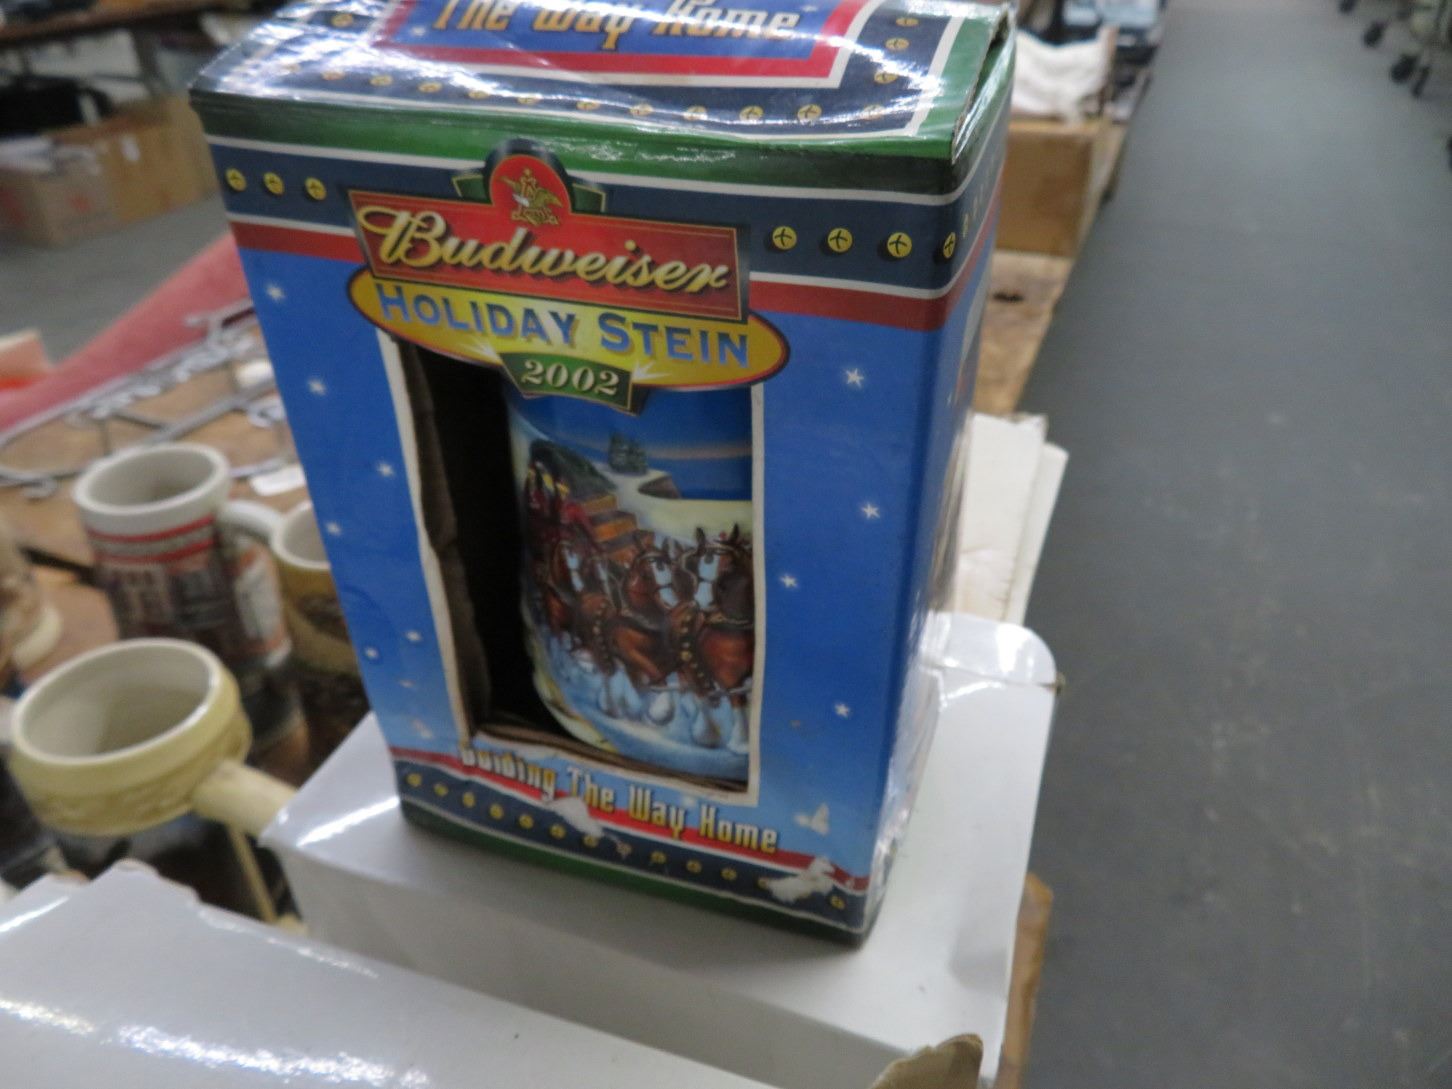 The Way Home
Budweiser
HOLIDAY STEIN
2002
Guiding The Way Home